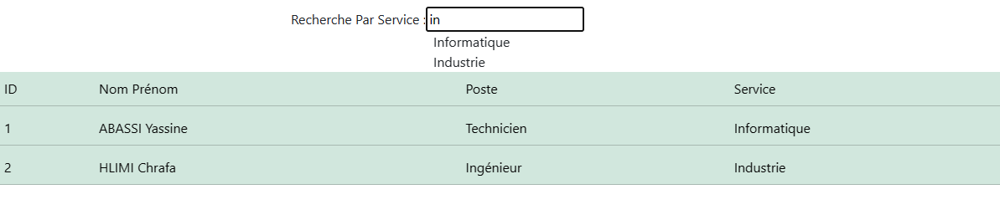 Recherche Par Service : in
Informatique
Industrie
ID Nom Prénom Poste Service
1 ABASSI Yassine Technicien Informatique
2 HLIMI Chrafa Ingénieur Industrie